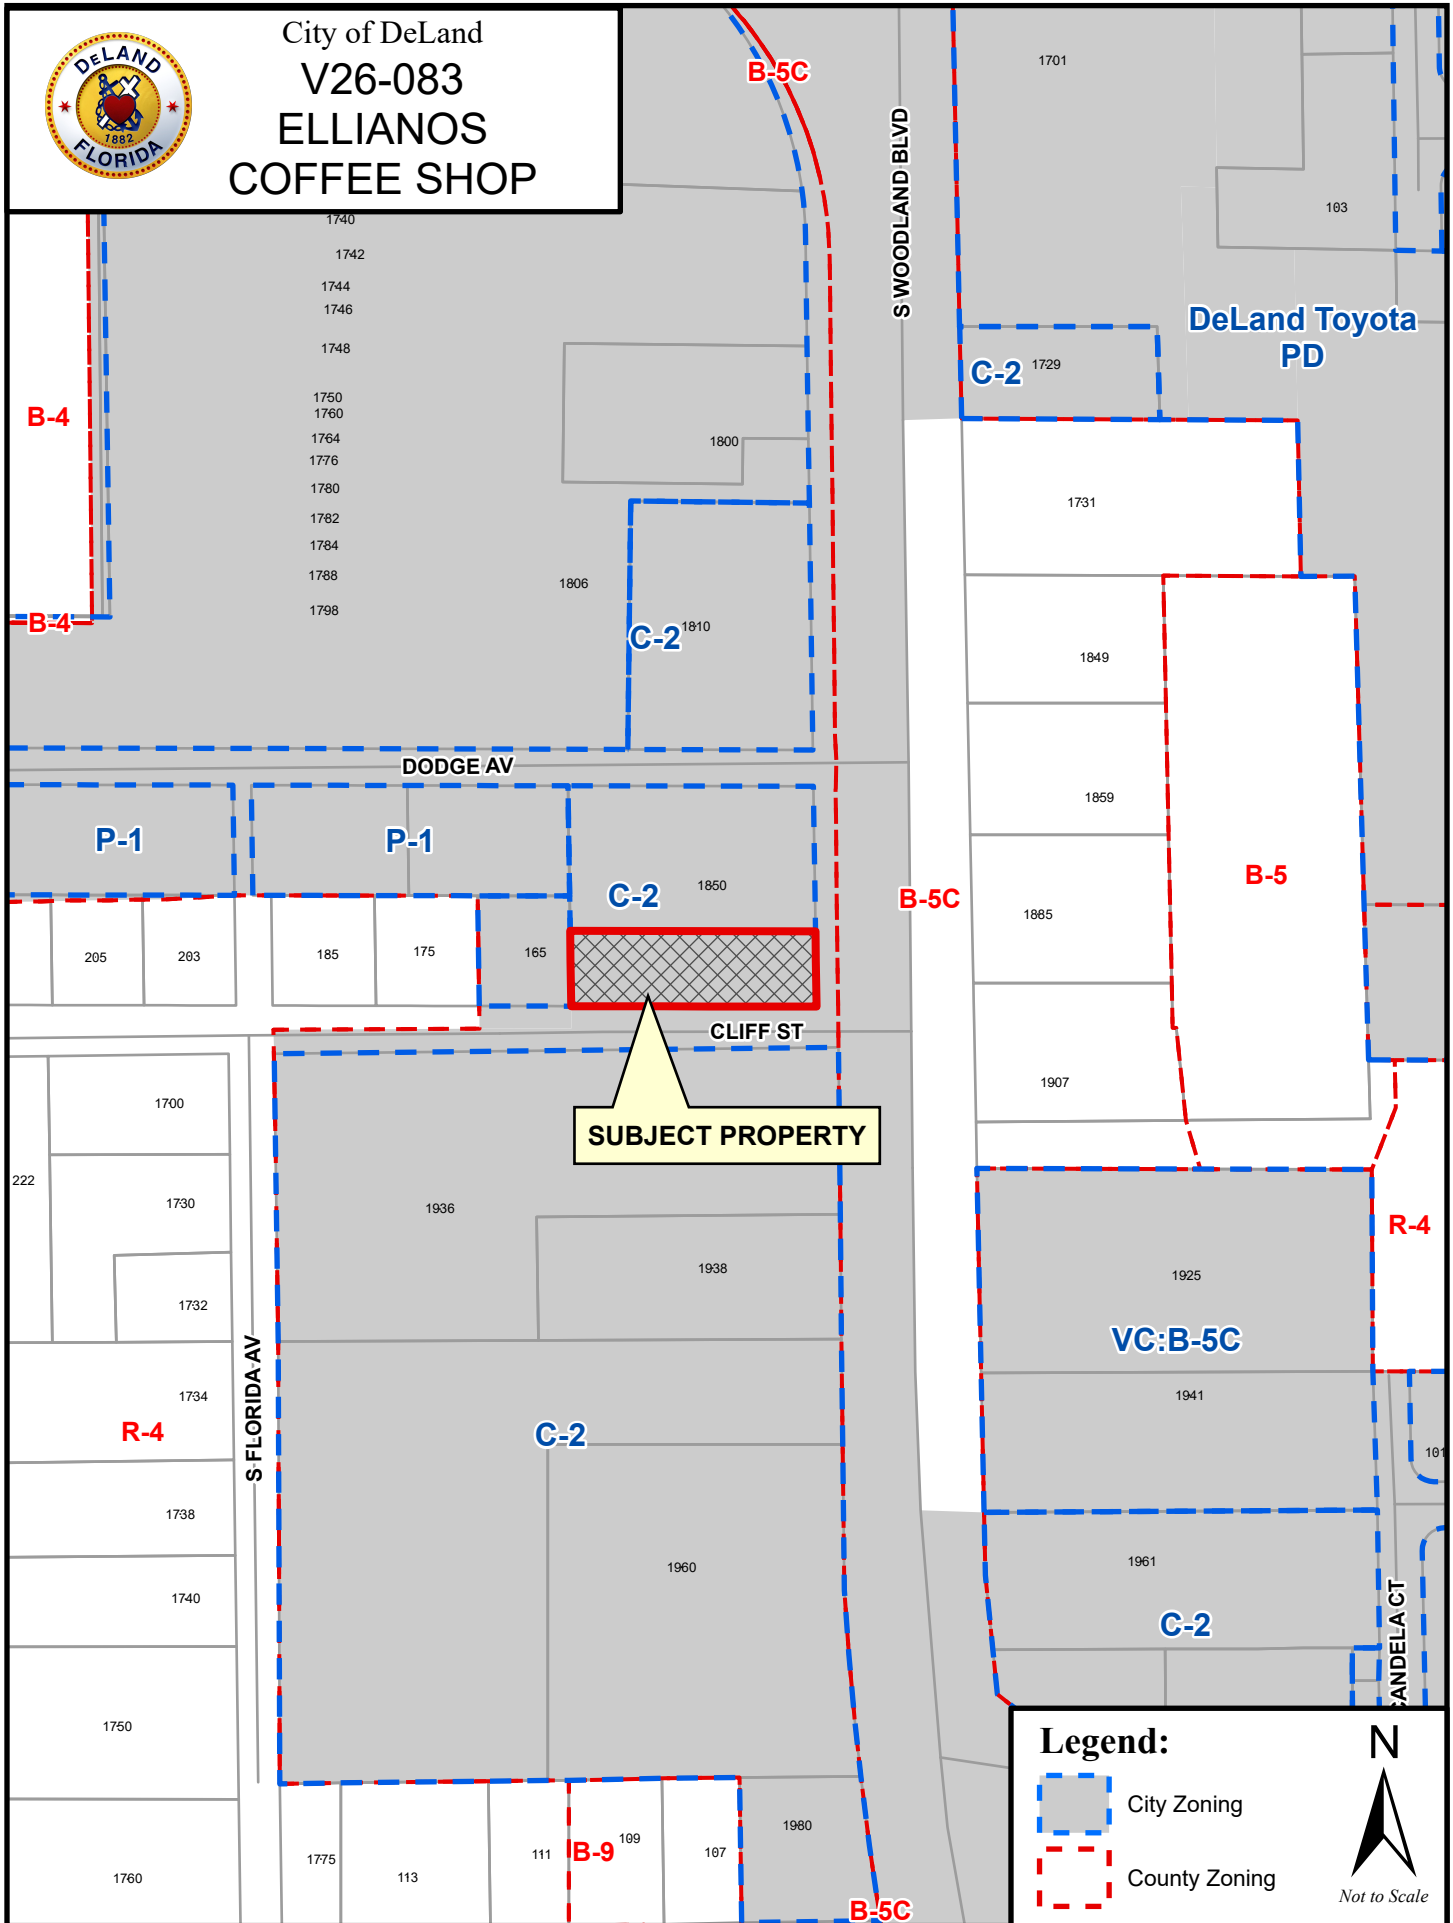 City of DeLand
V26-083
ELLIANOS
COFFEE SHOP
DELAND
1882
FLORIDA
B-5C
S WOODLAND BLVD
1701
103
1740
1742
1744
1746
1748
1750
1760
1764
1776
1780
1782
1784
1788
1798
B-4
B-4
1800
1806
C-2
1810
DeLand Toyota
PD
C-2
1729
1731
1849
1859
1885
1907
B-5
B-5C
DODGE AV
P-1
P-1
C-2
1850
205
203
185
175
165
CLIFF ST
SUBJECT PROPERTY
222
1700
1730
1732
1734
R-4
1738
1740
1750
1760
S FLORIDA AV
1936
1938
C-2
1960
R-4
1925
VC:B-5C
1941
101
1961
C-2
CANDELA CT
1775
113
111
B-9
109
107
1980
B-5C
Legend:
City Zoning
County Zoning
N
Not to Scale